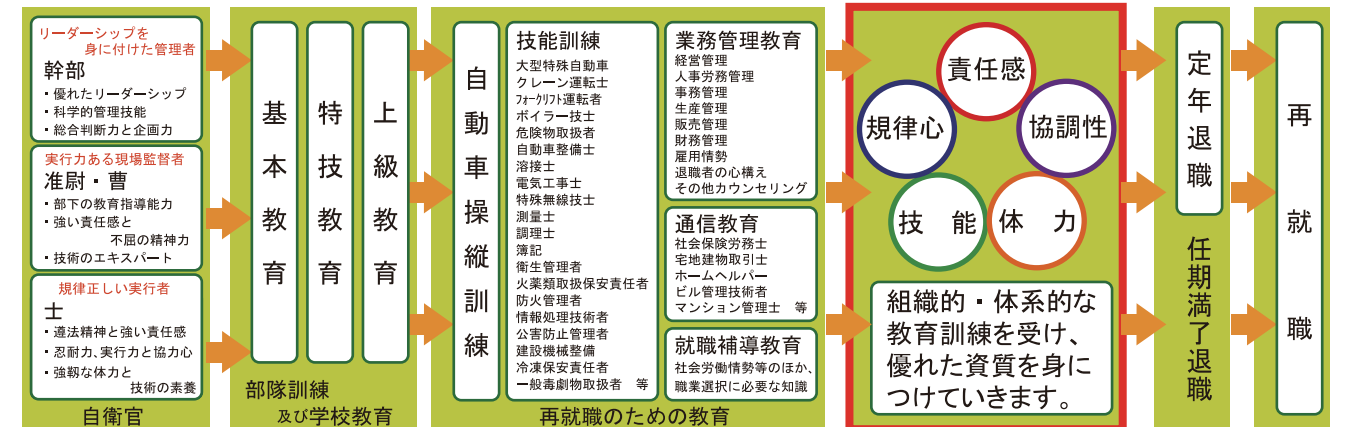 リーダーシップを
身に付けた管理者
幹部
・優れたリーダーシップ
・科学的管理技能
・総合判断力と企画力
実行力ある現場監督者
准尉・曹
・部下の教育指導能力
・強い責任感と
不屈の精神力
・技術のエキスパート
規律正しい実行者
士
・遵法精神と強い責任感
・忍耐力、実行力と協力心
・強靱な体力と
技術の素養
自衛官
基本教育
特技教育
上級教育
部隊訓練
及び学校教育
自動車操縦訓練
技能訓練
大型特殊自動車
クレーン運転士
フォークリフト運転者
ボイラー技士
危険物取扱者
自動車整備士
溶接士
電気工事士
特殊無線技士
測量士
調理士
簿記
衛生管理者
火薬類取扱保安責任者
防火管理者
情報処理技術者
公害防止管理者
建設機械整備
冷凍保安責任者
一般毒劇物取扱者 等
業務管理教育
経営管理
人事労務管理
事務管理
生産管理
販売管理
財務管理
雇用情勢
退職者の心構え
その他カウンセリング
通信教育
社会保険労務士
宅地建物取引士
ホームヘルパー
ビル管理技術者
マンション管理士 等
就職補導教育
社会労働情勢等のほか、
職業選択に必要な知識
再就職のための教育
責任感
規律心
協調性
技 能
体 力
組織的・体系的な
教育訓練を受け、
優れた資質を身に
つけていきます。
定年退職
任期満了退職
再就職